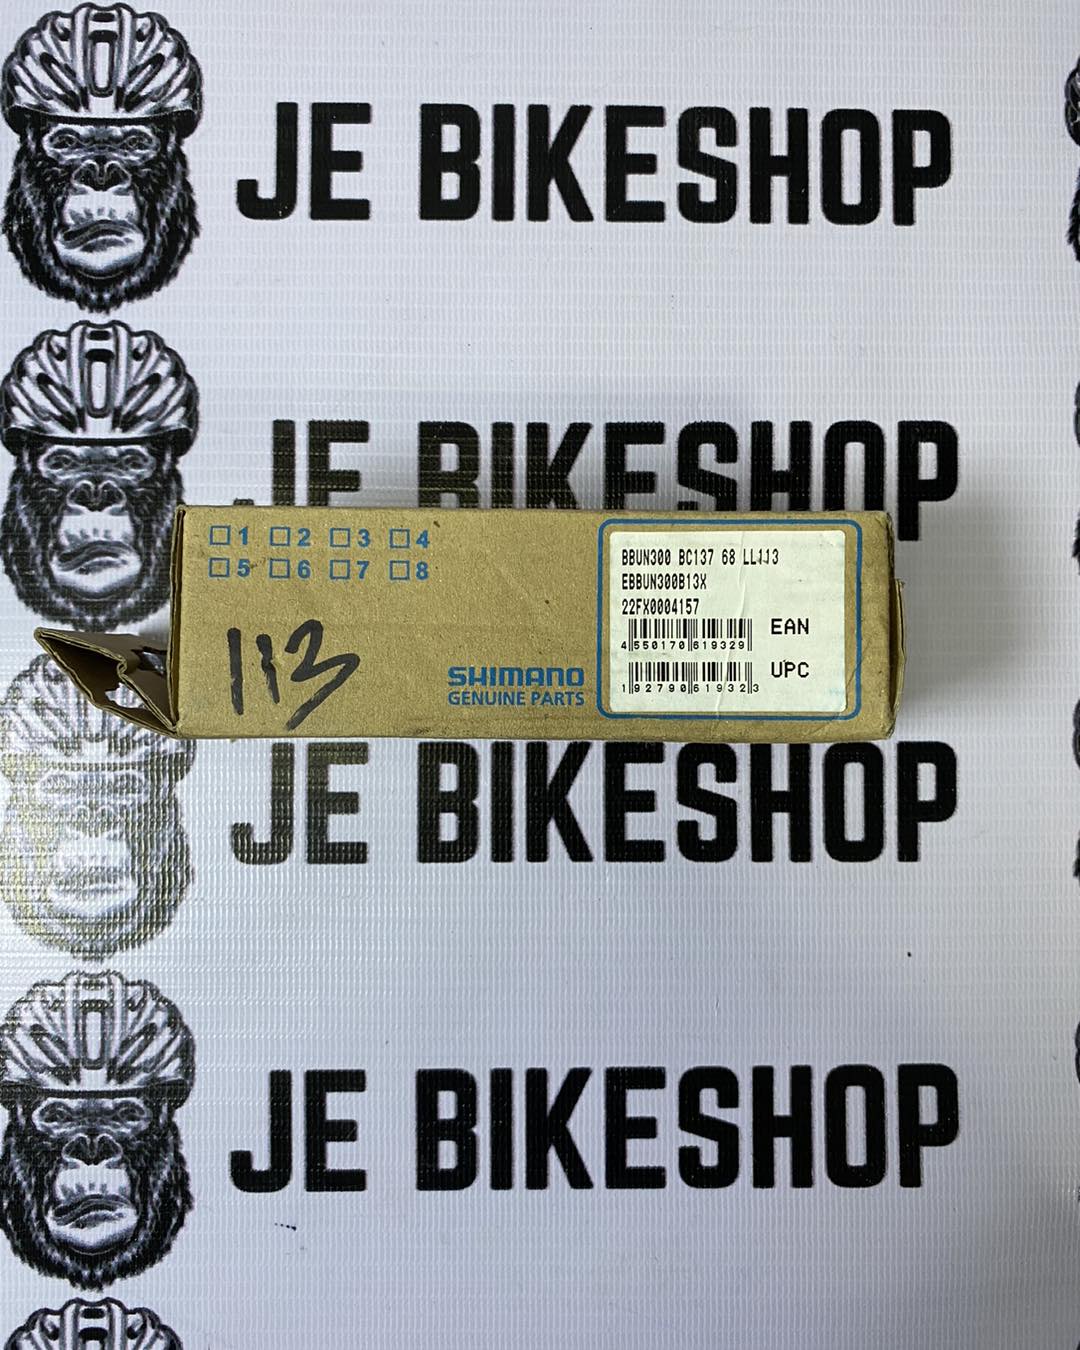 JE BIKESHOP
JE BIKESHOP
1 2 3 4
5 6 7 8
113
SHIMANO
GENUINE PARTS
BBUN300 BC137 68 LL113
EBBUN300B13X
22FX0004157
EAN
4 550170 619329
UPC
1 92790 61932 3
JE BIKESHOP
JE BIKESHOP